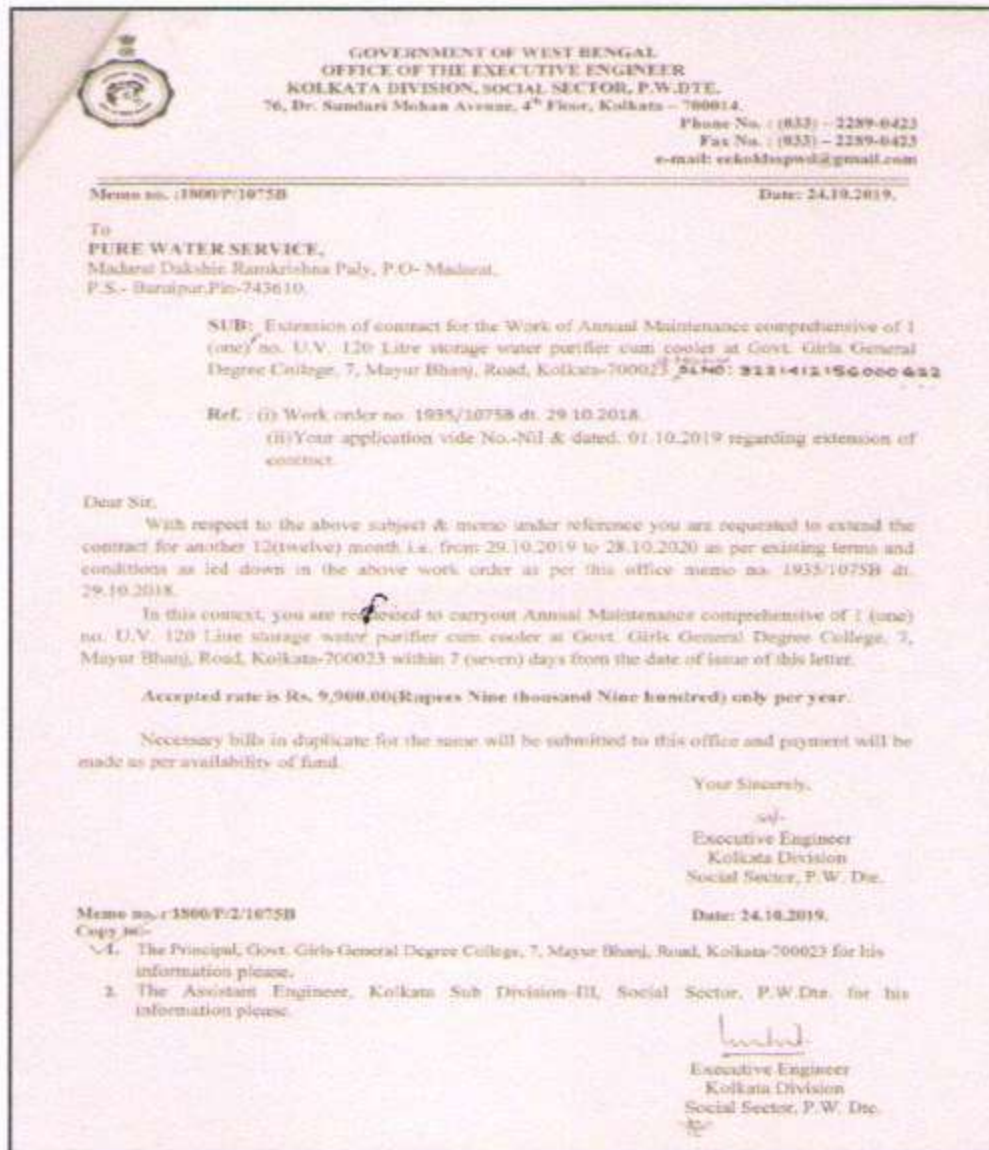 GOVERNMENT OF WEST BENGAL
OFFICE OF THE EXECUTIVE ENGINEER
KOLKATA DIVISION, SOCIAL SECTOR, P.W.DTE.
76, Dr. Sundari Mohan Avenue, 4th Floor, Kolkata – 700014.
Phone No. : (033) – 2289-0423
Fax No. : (033) – 2289-0423
e-mail: eekoldsspwd@gmail.com
Memo no. :1800/P/1075B Date: 24.10.2019.
To
PURE WATER SERVICE,
Madarat Dakshin Ramkrishna Paly, P.O- Madarat,
P.S.- Baruipur.Pin-743610.
SUB: Extension of contract for the Work of Annual Maintenance comprehensive of 1
(one) no. U.V. 120 Litre storage water purifier cum cooler at Govt. Girls General
Degree College, 7, Mayur Bhanj, Road, Kolkata-700023 SL NO:
Ref. : (i) Work order no. 1935/1075B dt. 29.10.2018.
(ii)Your application vide No.-Nil & dated. 01.10.2019 regarding extension of
contract.
Dear Sir,
With respect to the above subject & memo under reference you are requested to extend the
contract for another 12(twelve) month i.e. from 29.10.2019 to 28.10.2020 as per existing terms and
conditions as led down in the above work order as per this office memo no. 1935/1075B dt.
29.10.2018.
In this context, you are requested to carryout Annual Maintenance comprehensive of 1 (one)
no. U.V. 120 Litre storage water purifier cum cooler at Govt. Girls General Degree College, 7,
Mayur Bhanj, Road, Kolkata-700023 within 7 (seven) days from the date of issue of this letter.
Accepted rate is Rs. 9,900.00(Rupees Nine thousand Nine hundred) only per year.
Necessary bills in duplicate for the same will be submitted to this office and payment will be
made as per availability of fund.
Your Sincerely,
sd/-
Executive Engineer
Kolkata Division
Social Sector, P.W. Dte.
Memo no. : 1800/P/2/1075B Date: 24.10.2019.
Copy to:-
1. The Principal, Govt. Girls General Degree College, 7, Mayur Bhanj, Road, Kolkata-700023 for his
information please.
2. The Assistant Engineer, Kolkata Sub Division-III, Social Sector, P.W.Dte. for his
information please.
Executive Engineer
Kolkata Division
Social Sector, P.W. Dte.